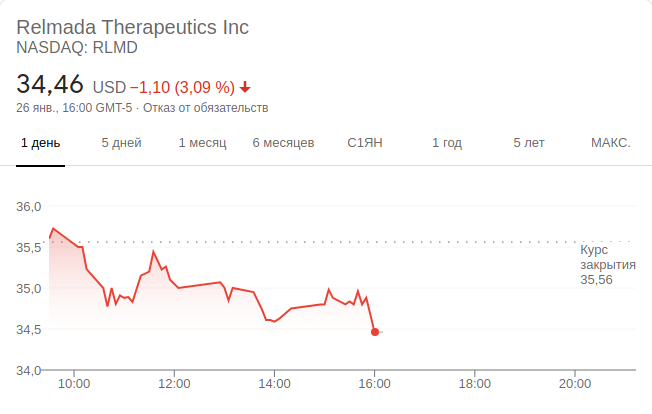 Relmada Therapeutics Inc
NASDAQ: RLMD
34,46 USD −1,10 (3,09 %)
26 янв., 16:00 GMT-5 · Отказ от обязательств
1 день 5 дней 1 месяц 6 месяцев С1ЯН 1 год 5 лет МАКС.
36,0
35,5
35,0
34,5
34,0
Курс
закрытия
35,56
10:00 12:00 14:00 16:00 18:00 20:00